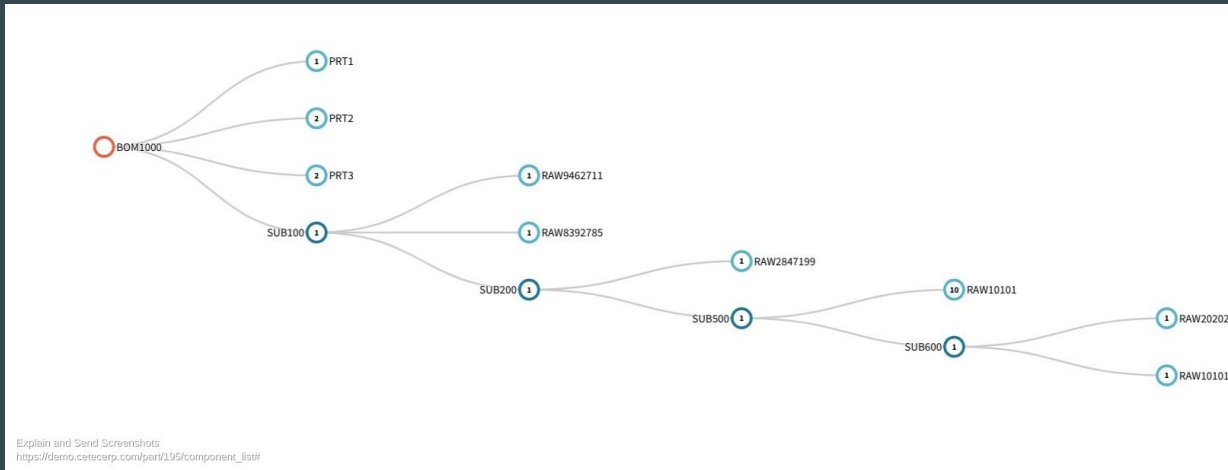 1 PRT1
2 PRT2
BOM1000
2 PRT3
1 RAW9462711
SUB100 1
1 RAW8392785
1 RAW2847199
SUB200 1
10 RAW10101
SUB500 1
1 RAW20202
SUB600 1
1 RAW10101
Explain and Send Screenshots
https://demo.cetecerp.com/part/195/component_list#